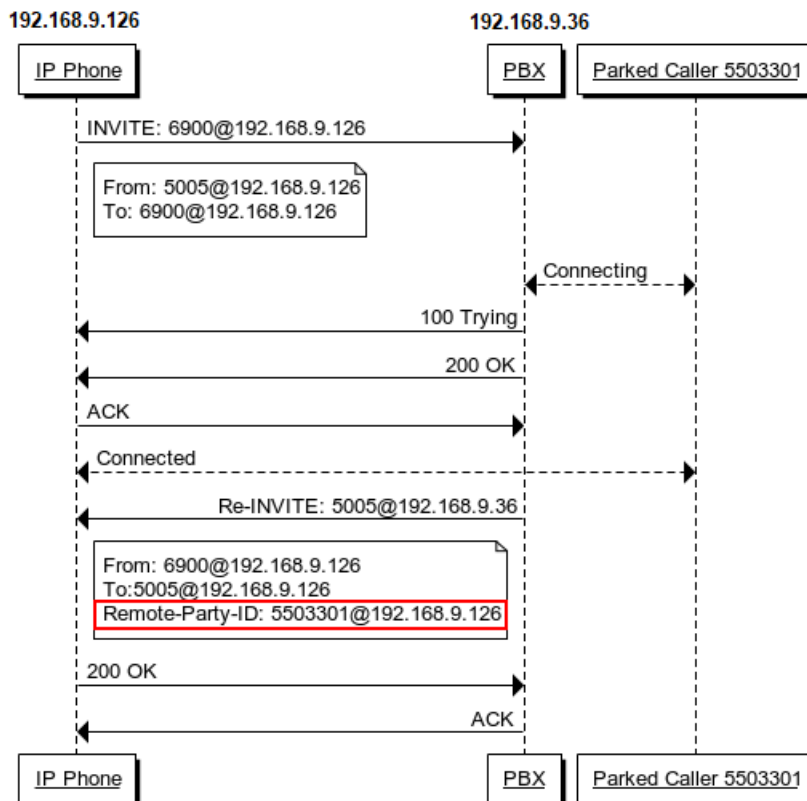 192.168.9.126
192.168.9.36
IP Phone
PBX
Parked Caller 5503301
INVITE: 6900@192.168.9.126
From: 5005@192.168.9.126
To: 6900@192.168.9.126
Connecting
100 Trying
200 OK
ACK
Connected
Re-INVITE: 5005@192.168.9.36
From: 6900@192.168.9.126
To:5005@192.168.9.126
Remote-Party-ID: 5503301@192.168.9.126
200 OK
ACK
IP Phone
PBX
Parked Caller 5503301